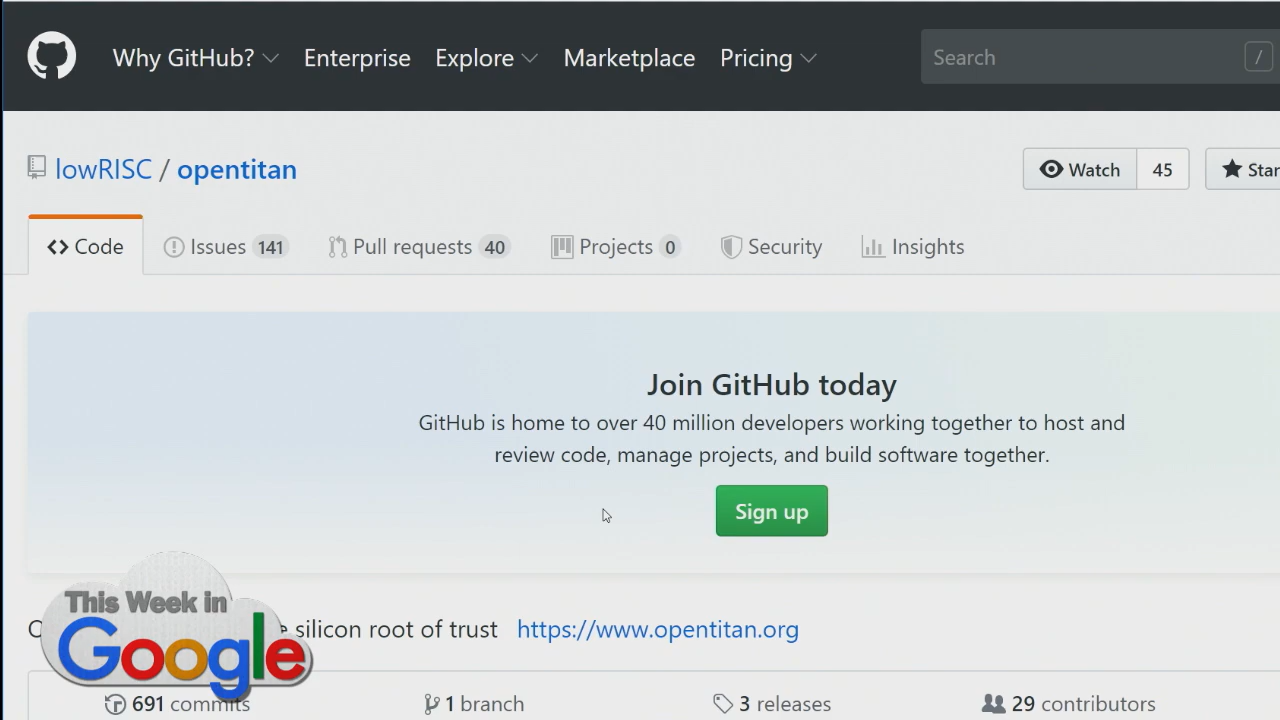 Why GitHub? Enterprise Explore Marketplace Pricing Search /
lowRISC / opentitan Watch 45
Code Issues 141 Pull requests 40 Projects 0 Security Insights
Join GitHub today
GitHub is home to over 40 million developers working together to host and
review code, manage projects, and build software together.
Sign up
silicon root of trust https://www.opentitan.org
This Week in
Google
691 commits 1 branch 3 releases 29 contributors